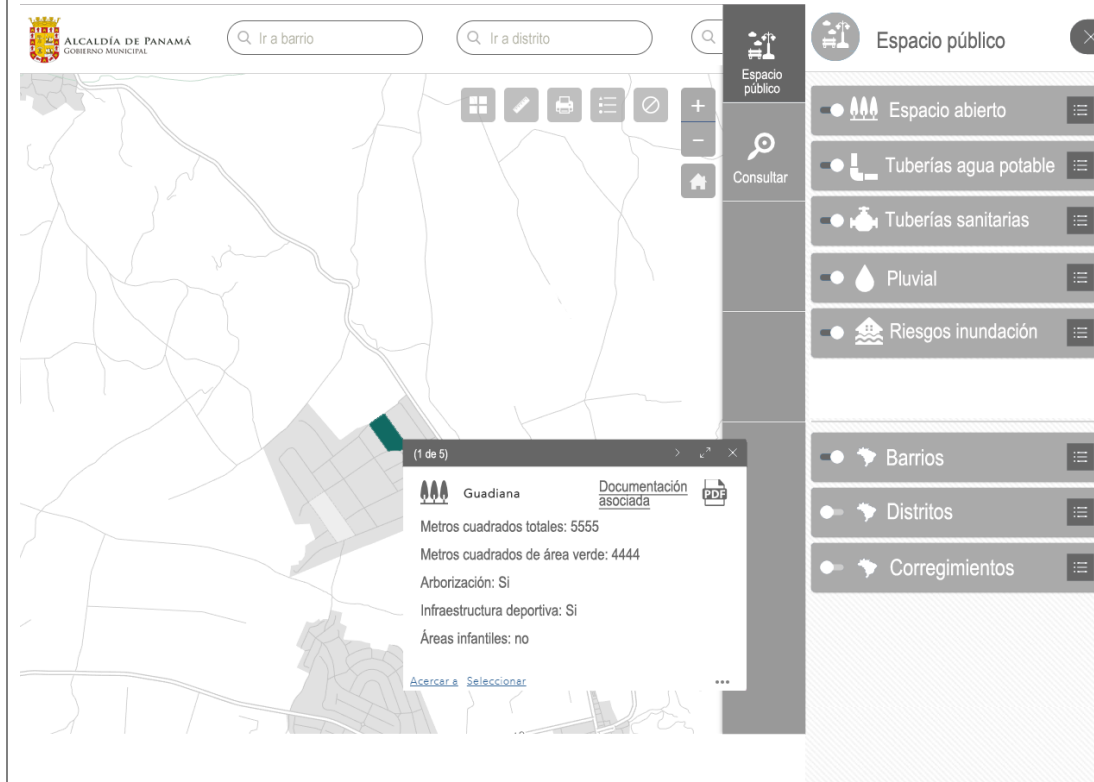 ALCALDÍA DE PANAMÁ
GOBIERNO MUNICIPAL
Ir a barrio
Ir a distrito
Espacio
público
Consultar
Espacio público
Espacio abierto
Tuberías agua potable
Tuberías sanitarias
Pluvial
Riesgos inundación
Barrios
Distritos
Corregimientos
(1 de 5)
Guadiana
Documentación
asociada
PDF
Metros cuadrados totales: 5555
Metros cuadrados de área verde: 4444
Arborización: Si
Infraestructura deportiva: Si
Áreas infantiles: no
Acercar a Seleccionar